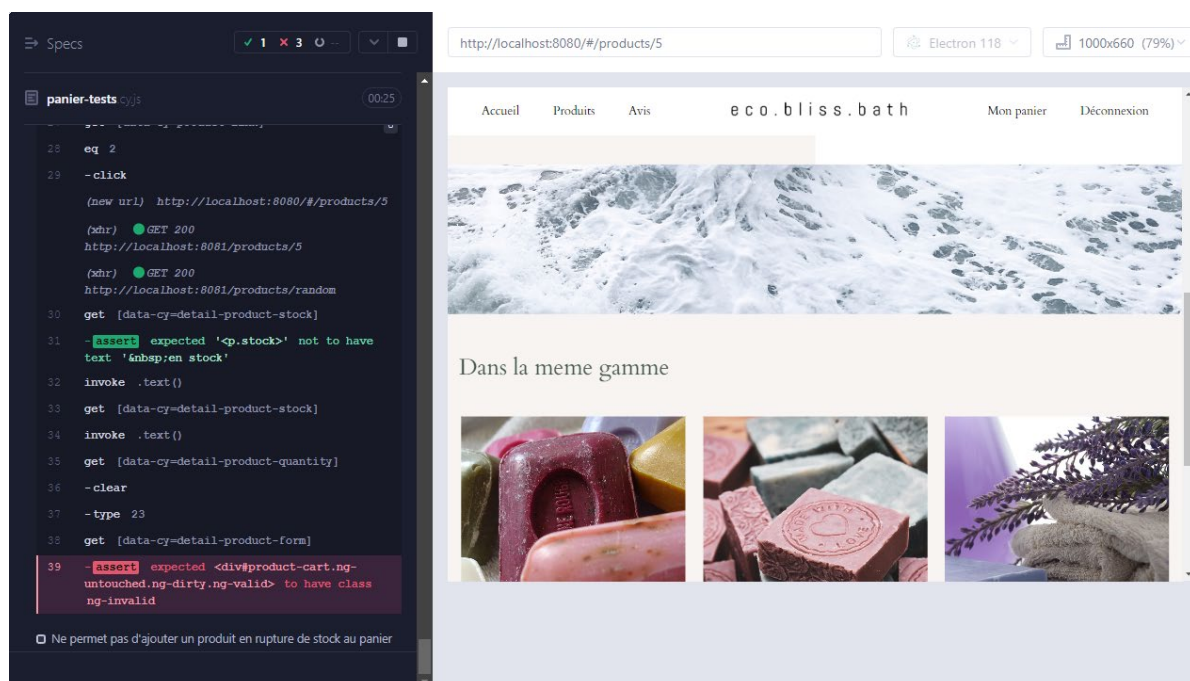 Specs
1 3 --
panier-tests.cy.js 00:25
28 eq 2
29 -click
(new url) http://localhost:8080/#/products/5
(xhr) GET 200
http://localhost:8081/products/5
(xhr) GET 200
http://localhost:8081/products/random
30 get [data-cy=detail-product-stock]
31 -assert expected '<p.stock>' not to have
text '&nbsp;en stock'
32 invoke .text()
33 get [data-cy=detail-product-stock]
34 invoke .text()
35 get [data-cy=detail-product-quantity]
36 -clear
37 -type 23
38 get [data-cy=detail-product-form]
39 -assert expected <div#product-cart.ng-
untouched.ng-dirty.ng-valid> to have class
ng-invalid
Ne permet pas d'ajouter un produit en rupture de stock au panier
http://localhost:8080/#/products/5
Electron 118
1000x660 (79%)
Accueil Produits Avis eco.bliss.bath Mon panier Déconnexion
Dans la meme gamme